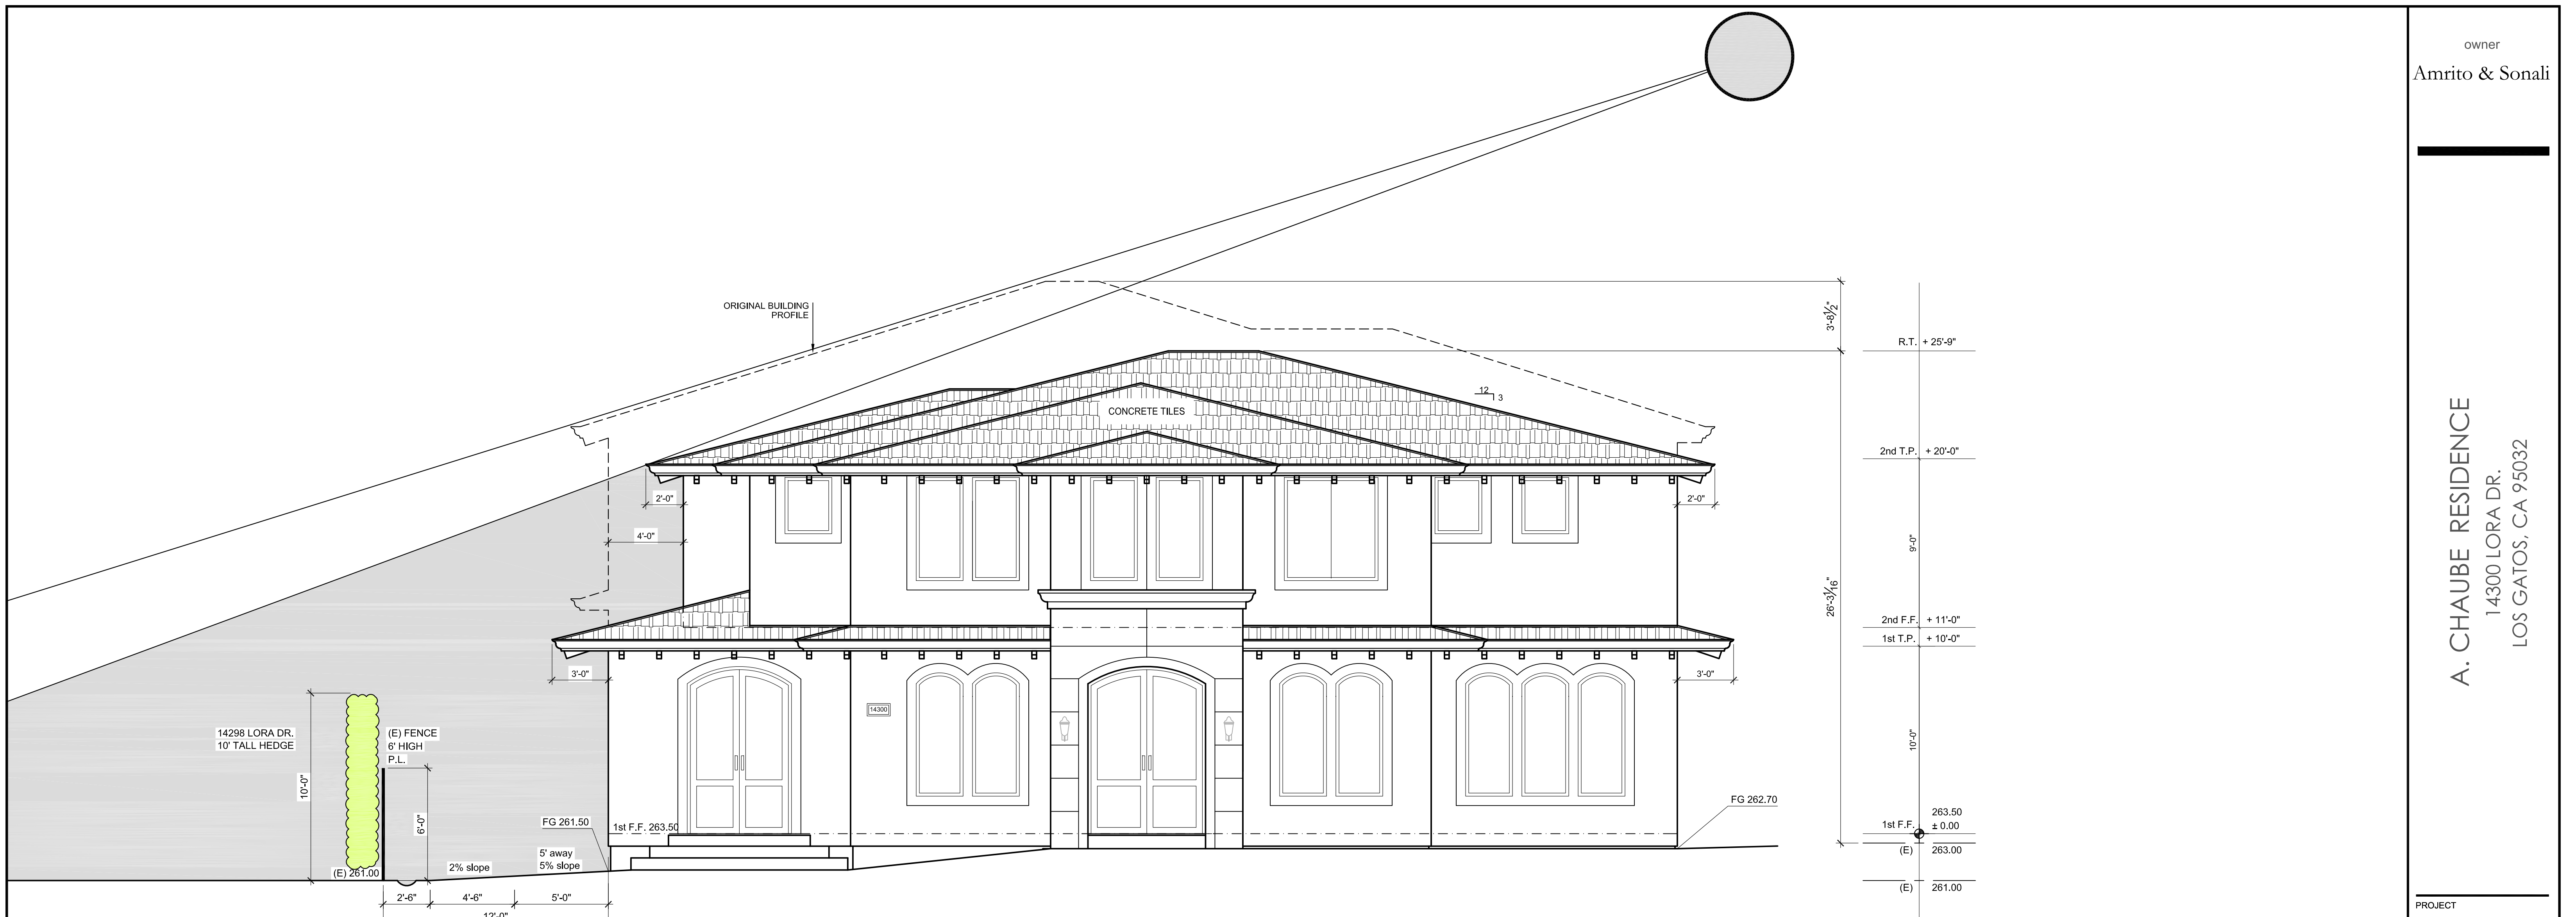 owner
Amrito & Sonali
A. CHAUBE RESIDENCE
14300 LORA DR.
LOS GATOS, CA 95032
PROJECT
ORIGINAL BUILDING
PROFILE
3'-8½"
R.T. + 25'-9"
12
3
CONCRETE TILES
2nd T.P. + 20'-0"
2'-0"
2'-0"
4'-0"
9'-0"
26'-3⁄16"
2nd F.F. + 11'-0"
1st T.P. + 10'-0"
3'-0"
3'-0"
14300
14298 LORA DR.
10' TALL HEDGE
(E) FENCE
6' HIGH
P.L.
10'-0"
10'-0"
6'-0"
FG 262.70
FG 261.50
1st F.F. 263.50
263.50
1st F.F. ± 0.00
(E) 263.00
5' away
5% slope
2% slope
(E) 261.00
(E) 261.00
2'-6"
4'-6"
5'-0"
12'-0"